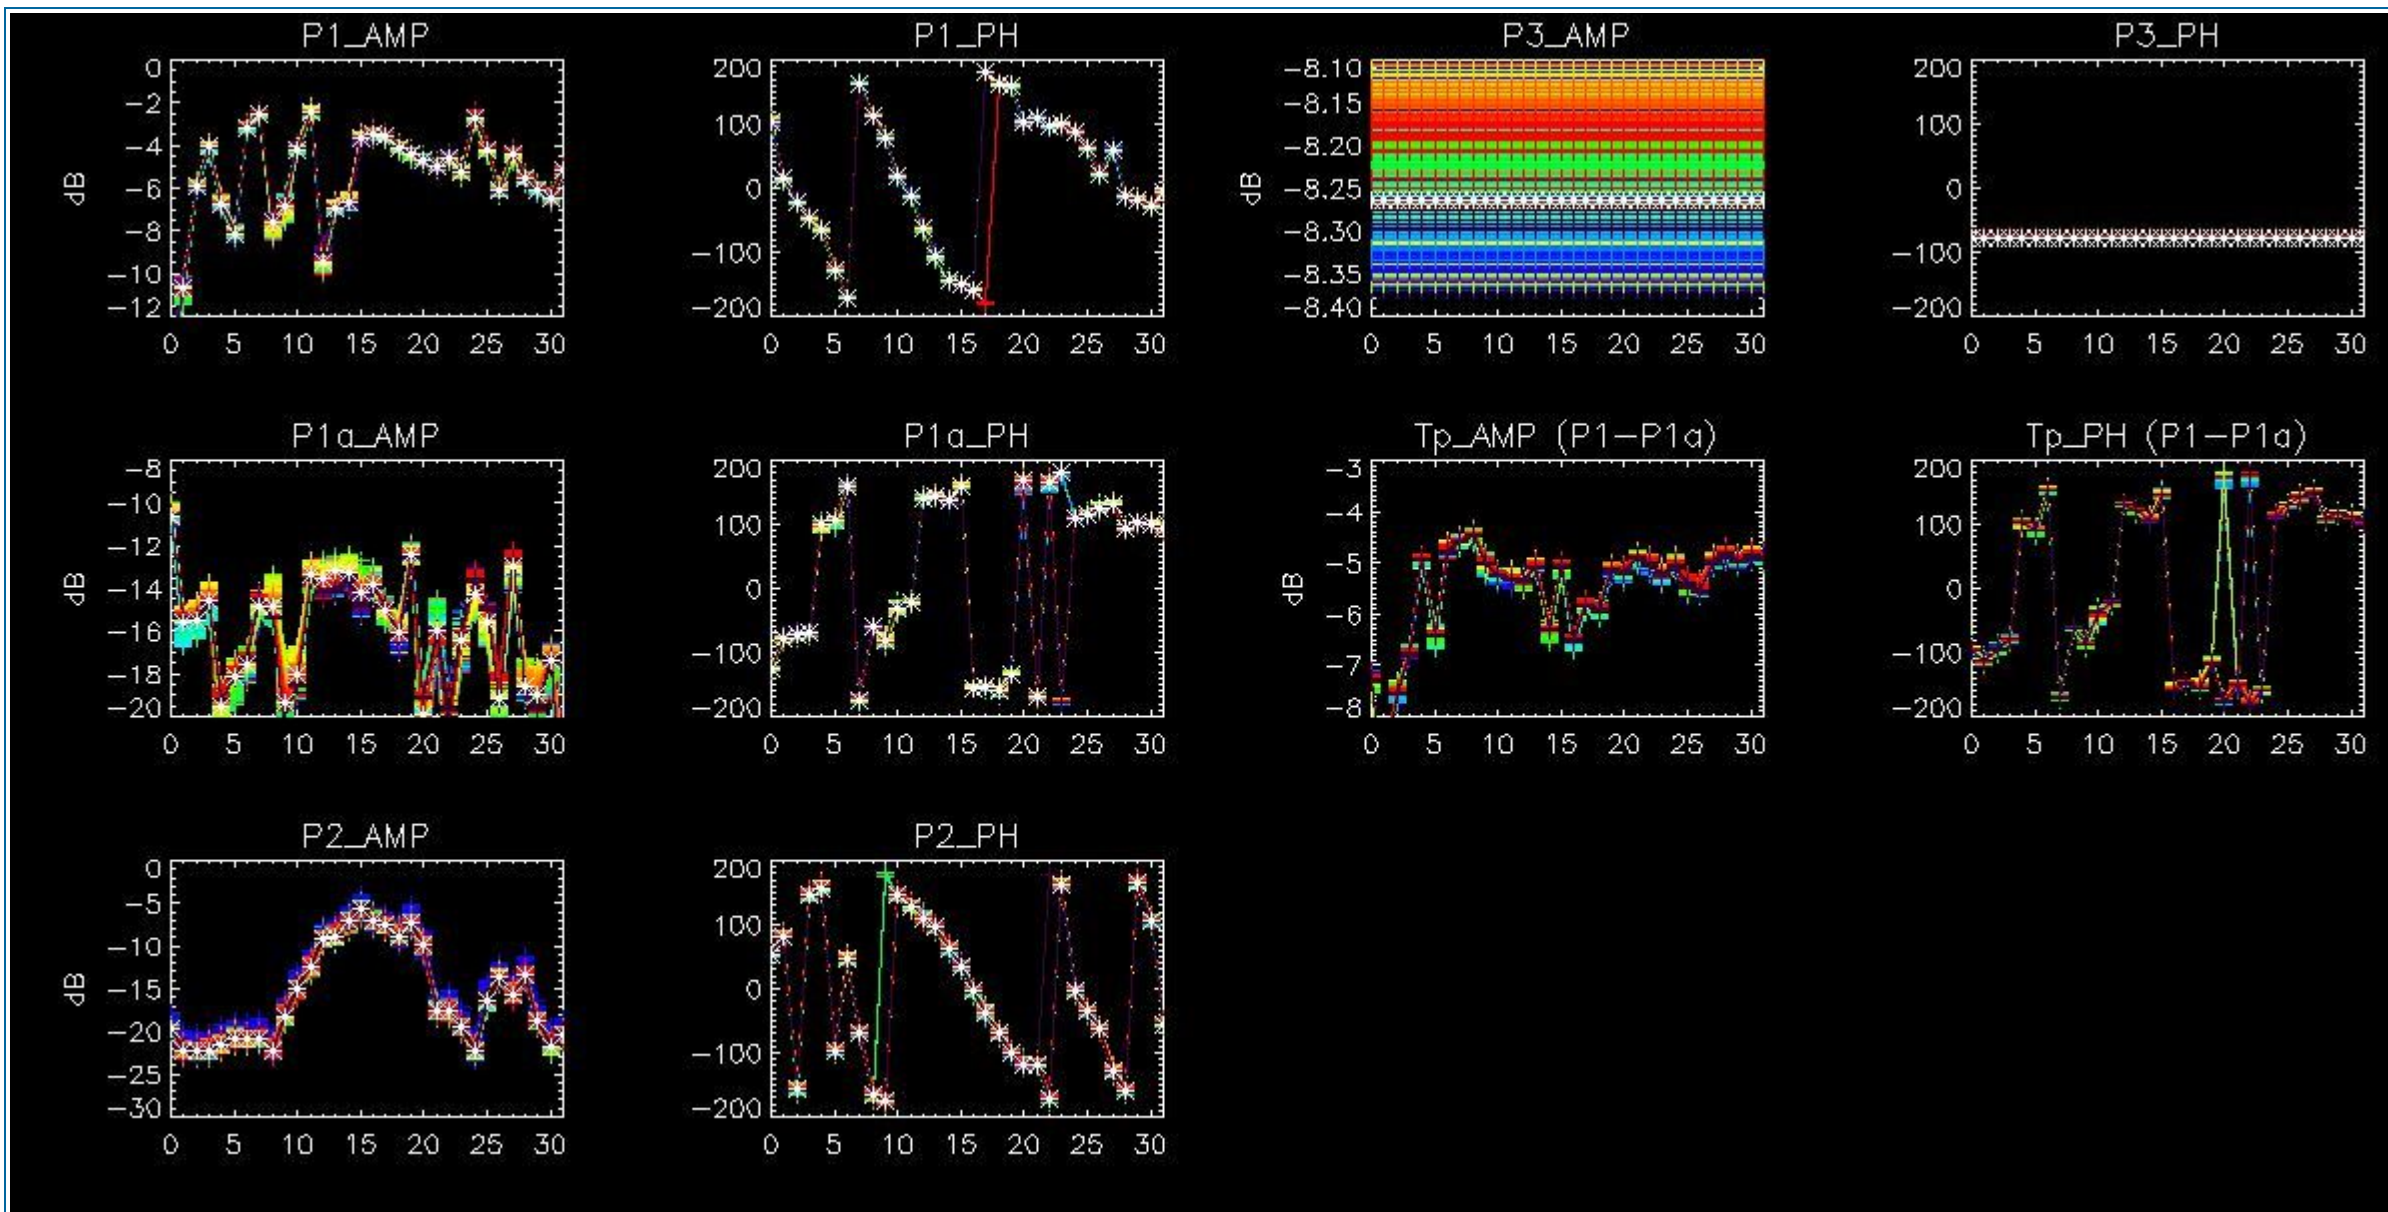 P1_AMP P1_PH P3_AMP P3_PH
0 200 -8.10 200
-2 100 -8.15 100
-4 0 -8.20 0
-6 -100 -8.25 -100
-8 -200 -8.30 -200
-10 -8.35
-12 -8.40
dB dB
0 5 10 15 20 25 30 0 5 10 15 20 25 30 0 5 10 15 20 25 30 0 5 10 15 20 25 30
P1a_AMP P1a_PH Tp_AMP (P1-P1a) Tp_PH (P1-P1a)
-8 200 -3 200
-10 100 -4 100
-12 0 -5 0
-14 -100 -6 -100
-16 -200 -7 -200
-18 -8
-20
dB dB
0 5 10 15 20 25 30 0 5 10 15 20 25 30 0 5 10 15 20 25 30 0 5 10 15 20 25 30
P2_AMP P2_PH
0 200
-5 100
-10 0
-15 -100
-20 -200
-25
-30
dB
0 5 10 15 20 25 30 0 5 10 15 20 25 30